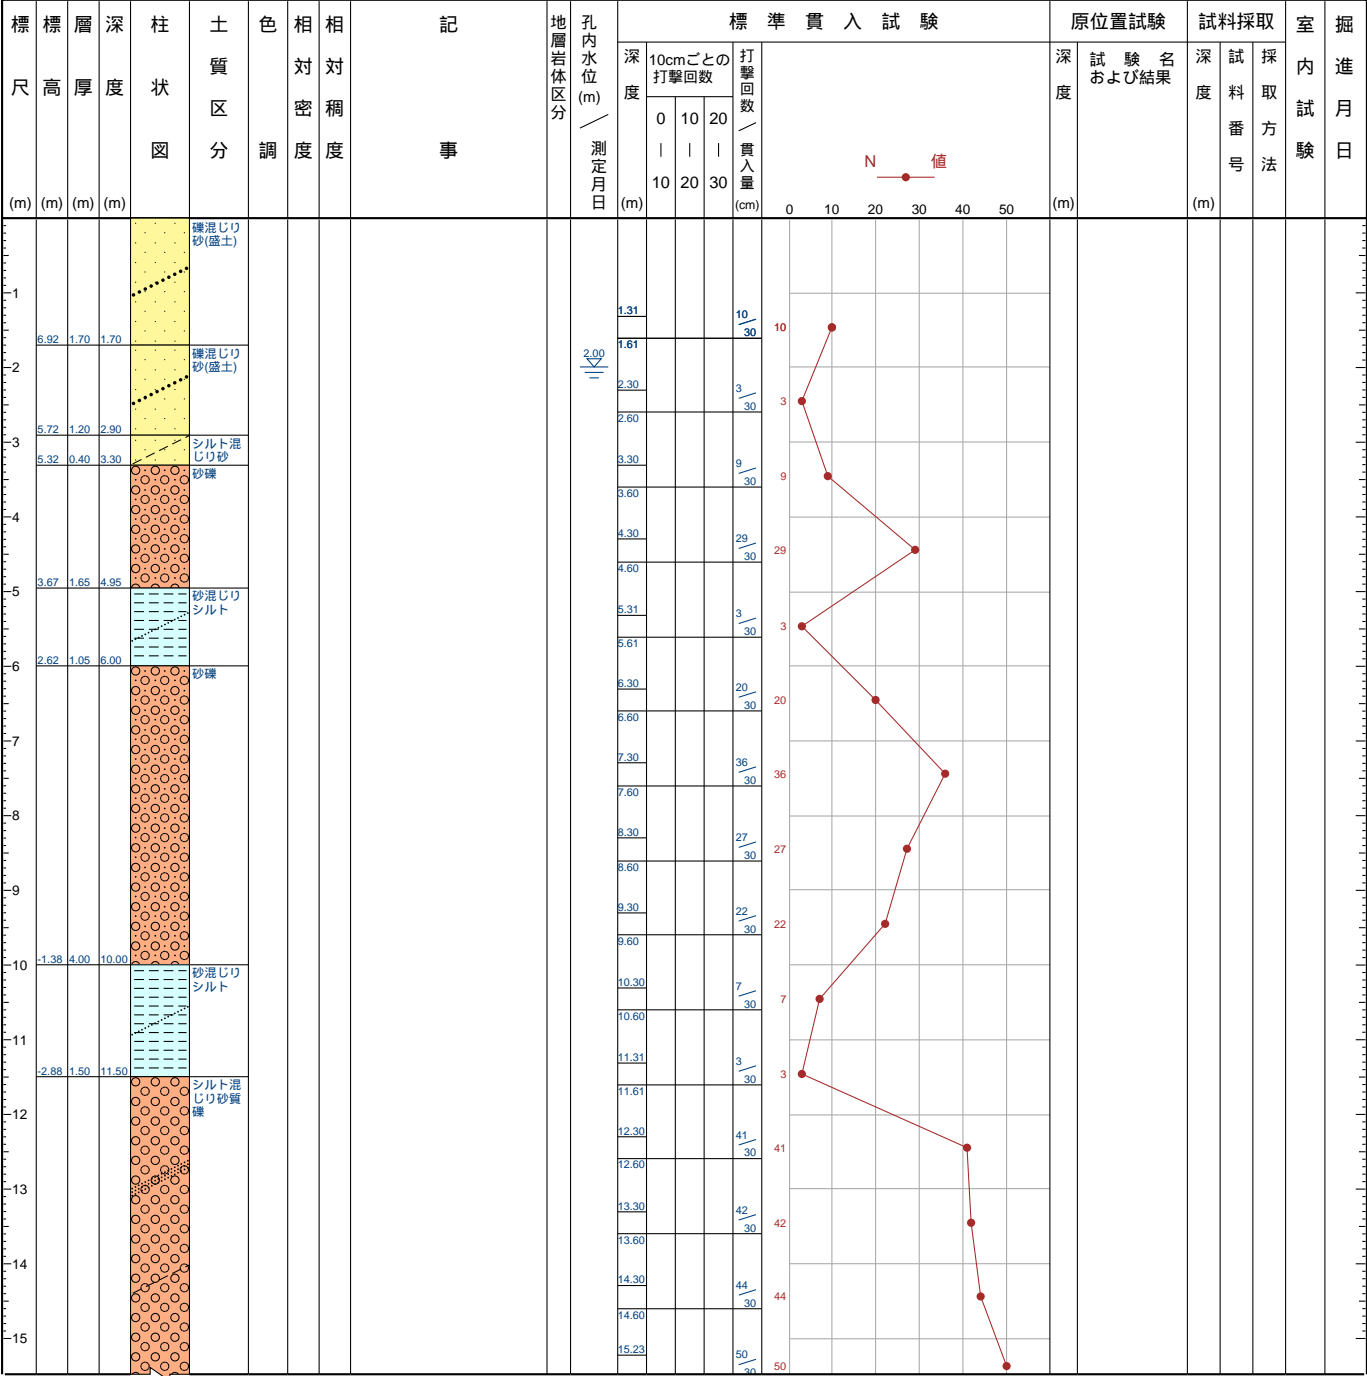 標尺(m)
標高(m)
層厚(m)
深度(m)
柱状図
土質区分
色調
相対密度
相対稠度
記事
地層岩体区分
孔内水位(m)／測定月日
標準貫入試験
深度(m)
10cmごとの
打撃回数
0 10 20
| | |
10 20 30
打撃回数／貫入量(cm)
N 値
0 10 20 30 40 50
原位置試験
深度(m)
試験名
および結果
試料採取
深度(m)
試料番号
採取方法
室内試験
掘進月日
礫混じり
砂(盛土)
1
1.31 10/30 10
6.92 1.70 1.70
1.61
礫混じり
砂(盛土)
2.00
2
2.30 3/30 3
2.60
5.72 1.20 2.90
3
シルト混
じり砂
5.32 0.40 3.30
砂礫
3.30 9/30 9
3.60
4
4.30 29/30 29
4.60
3.67 1.65 4.95
5
砂混じり
シルト
5.31 3/30 3
5.61
2.62 1.05 6.00
6
砂礫
6.30 20/30 20
6.60
7
7.30 36/30 36
7.60
8
8.30 27/30 27
8.60
9
9.30 22/30 22
9.60
-1.38 4.00 10.00
10
砂混じり
シルト
10.30 7/30 7
10.60
11
11.31 3/30 3
-2.88 1.50 11.50
11.61
シルト混
じり砂質
礫
12
12.30 41/30 41
12.60
13
13.30 42/30 42
13.60
14
14.30 44/30 44
14.60
15
15.23 50/30 50